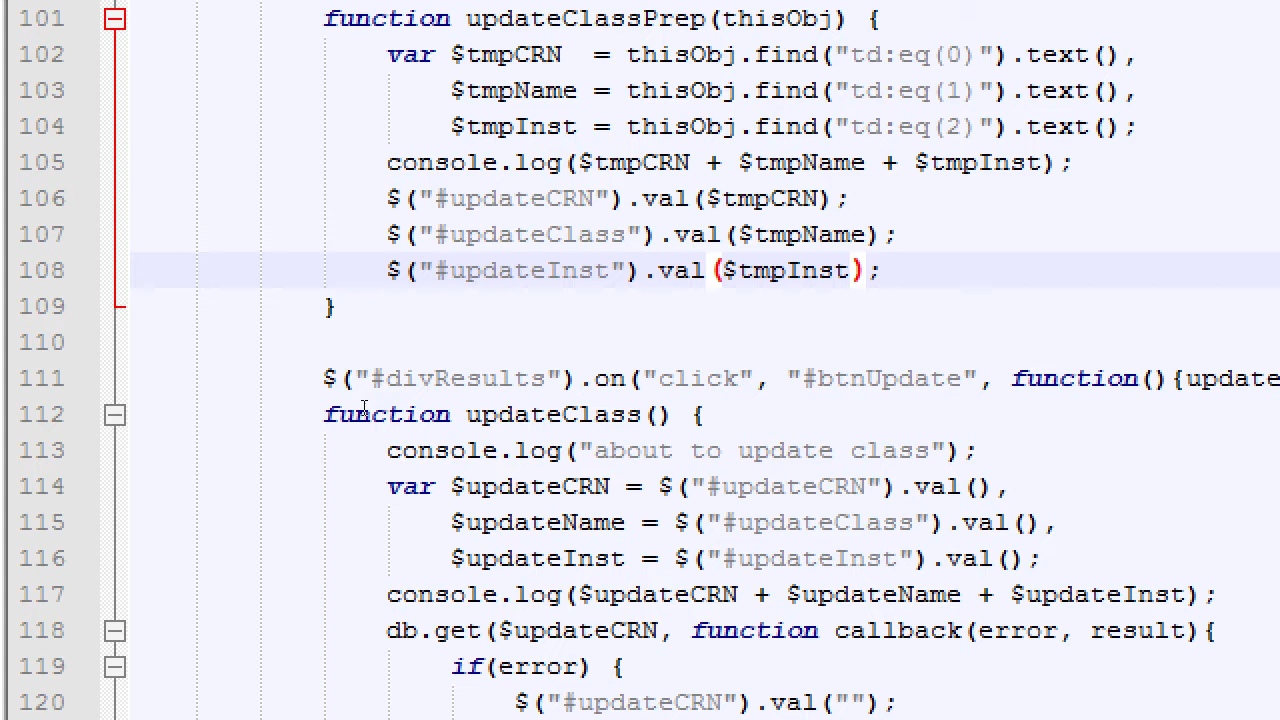 101 function updateClassPrep(thisObj) {
102 var $tmpCRN  = thisObj.find("td:eq(0)").text(),
103 $tmpName = thisObj.find("td:eq(1)").text(),
104 $tmpInst = thisObj.find("td:eq(2)").text();
105 console.log($tmpCRN + $tmpName + $tmpInst);
106 $("#updateCRN").val($tmpCRN);
107 $("#updateClass").val($tmpName);
108 $("#updateInst").val($tmpInst);
109 }
110
111 $("#divResults").on("click", "#btnUpdate", function(){update
112 function updateClass() {
113 console.log("about to update class");
114 var $updateCRN = $("#updateCRN").val(),
115 $updateName = $("#updateClass").val(),
116 $updateInst = $("#updateInst").val();
117 console.log($updateCRN + $updateName + $updateInst);
118 db.get($updateCRN, function callback(error, result){
119 if(error) {
120 $("#updateCRN").val("");